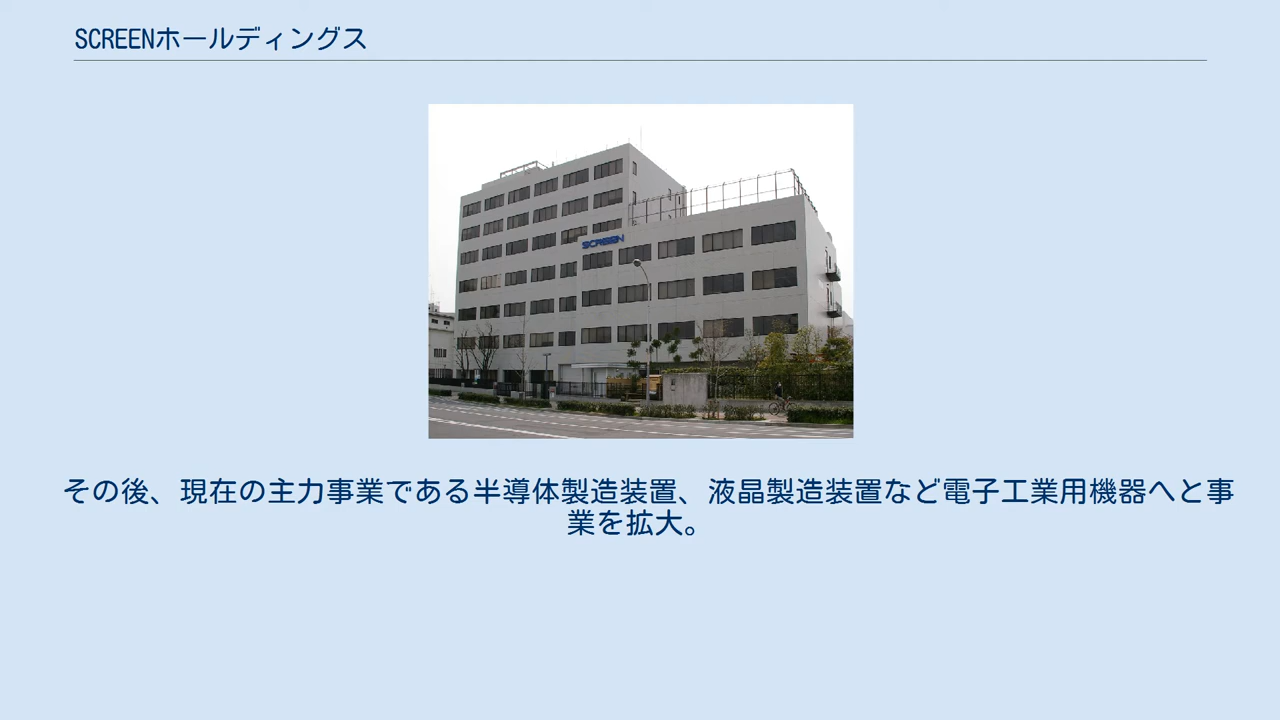 SCREENホールディングス
SCREEN
その後、現在の主力事業である半導体製造装置、液晶製造装置など電子工業用機器へと事
業を拡大。